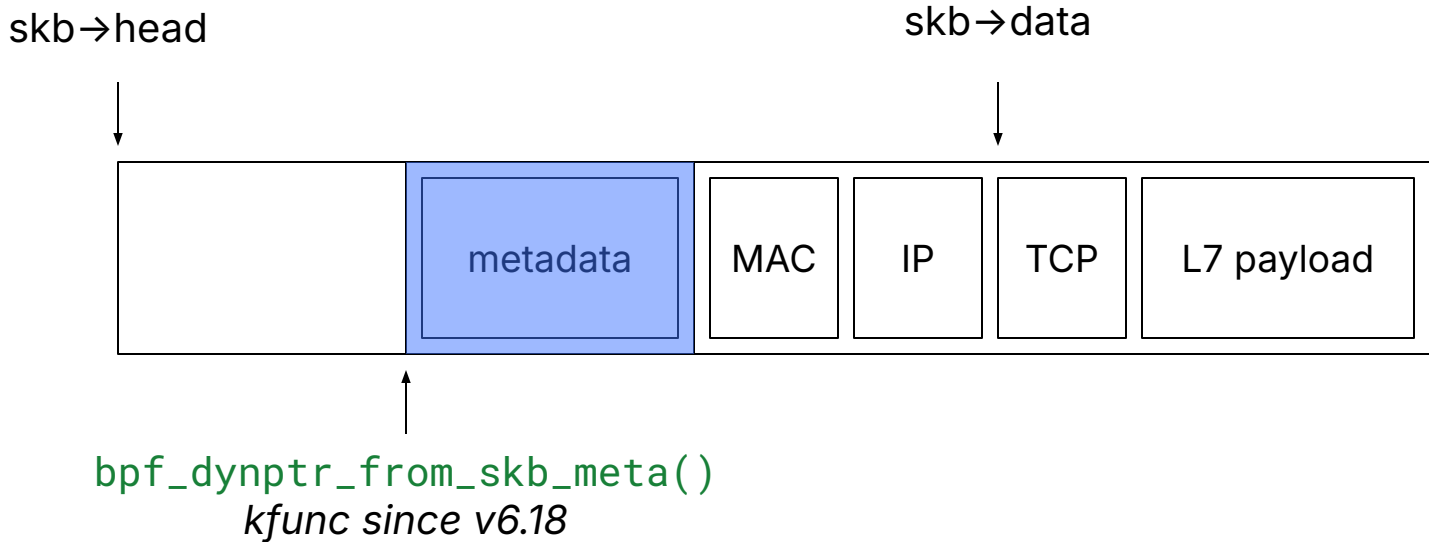 skb→head
skb→data
metadata
MAC
IP
TCP
L7 payload
bpf_dynptr_from_skb_meta()
kfunc since v6.18